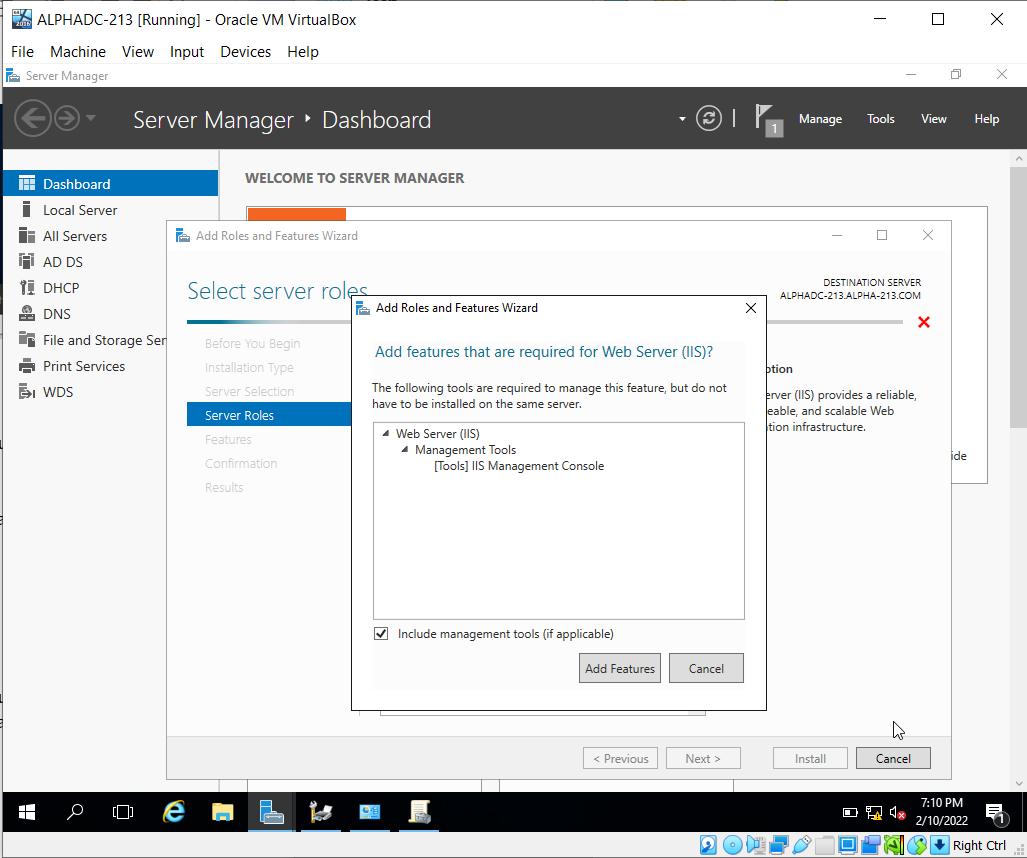 ALPHADC-213 [Running] - Oracle VM VirtualBox
File Machine View Input Devices Help
Server Manager
Server Manager ‣ Dashboard
1
Manage Tools View Help
Dashboard
Local Server
All Servers
AD DS
DHCP
DNS
File and Storage Ser
Print Services
WDS
WELCOME TO SERVER MANAGER
Add Roles and Features Wizard
Select server roles
DESTINATION SERVER
ALPHADC-213.ALPHA-213.COM
Before You Begin
Installation Type
Server Selection
Server Roles
Features
Confirmation
Results
ption
erver (IIS) provides a reliable,
eable, and scalable Web
tion infrastructure.
ide
Add Roles and Features Wizard
Add features that are required for Web Server (IIS)?
The following tools are required to manage this feature, but do not
have to be installed on the same server.
Web Server (IIS)
Management Tools
[Tools] IIS Management Console
Include management tools (if applicable)
Add Features Cancel
< Previous Next > Install Cancel
7:10 PM
2/10/2022
1
Right Ctrl